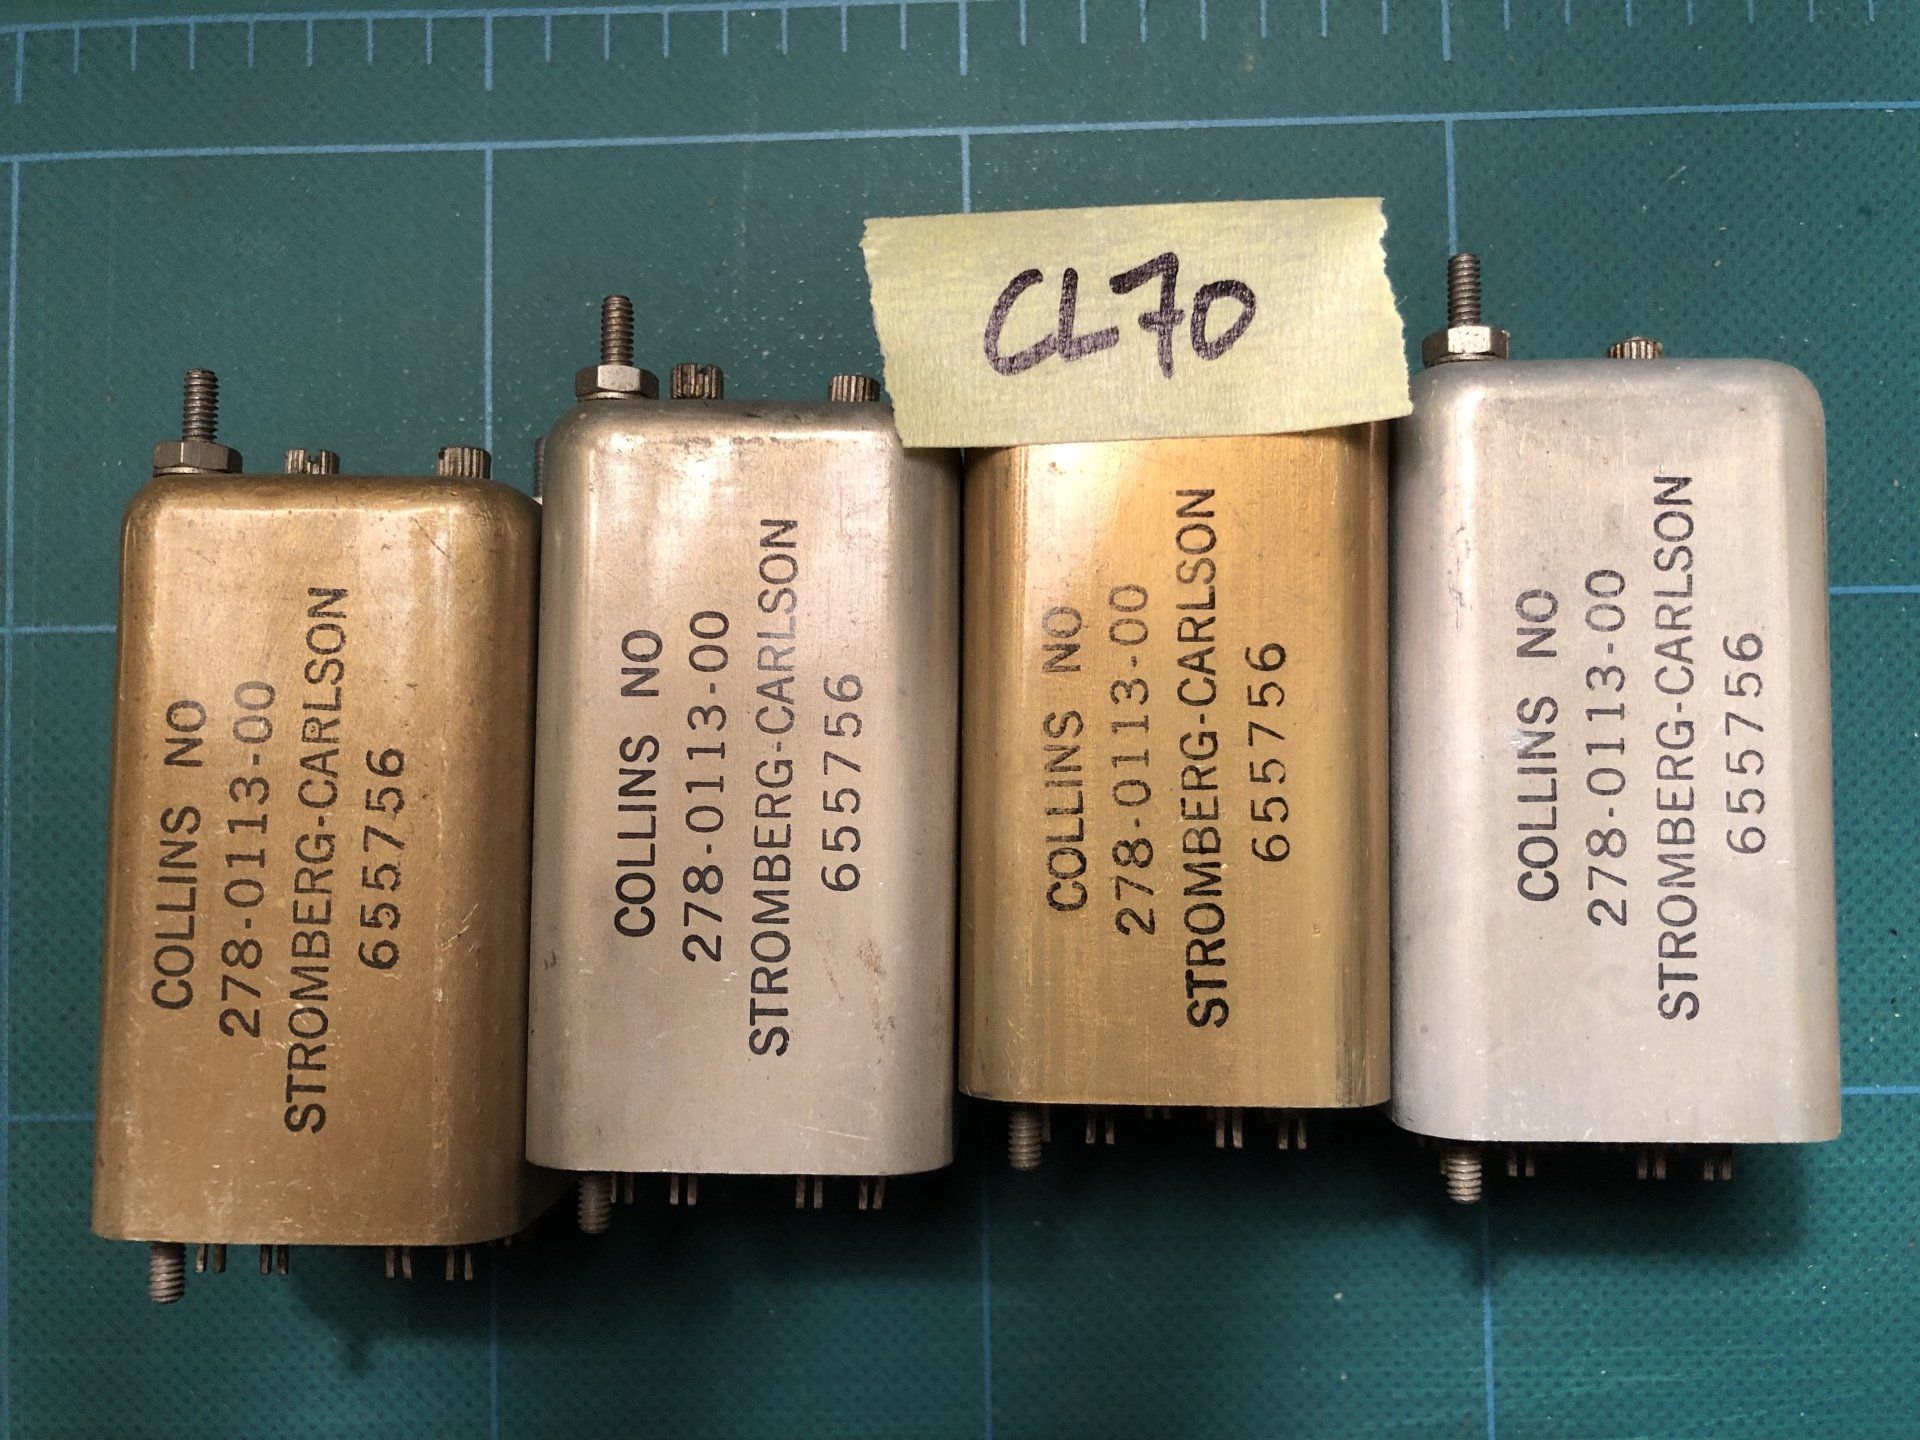 CL70
COLLINS NO
278-0113-00
STROMBERG-CARLSON
655756
COLLINS NO
278-0113-00
STROMBERG-CARLSON
655756
COLLINS NO
278-0113-00
STROMBERG-CARLSON
655756
COLLINS NO
278-0113-00
STROMBERG-CARLSON
655756